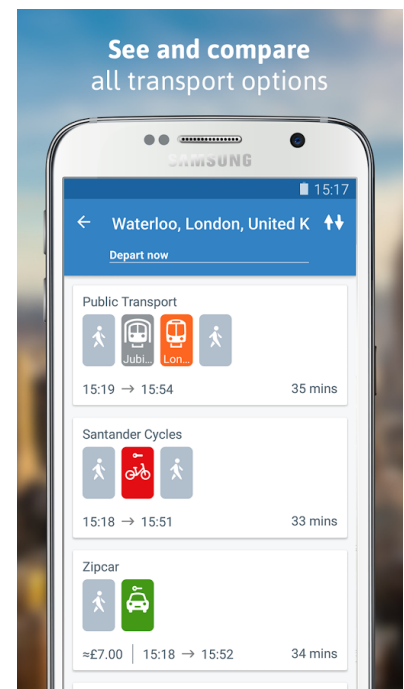 See and compare
all transport options
SAMSUNG
15:17
← Waterloo, London, United K
Depart now
Public Transport
Jubi... Lon...
15:19 → 15:54 35 mins
Santander Cycles
15:18 → 15:51 33 mins
Zipcar
≈£7.00 | 15:18 → 15:52 34 mins